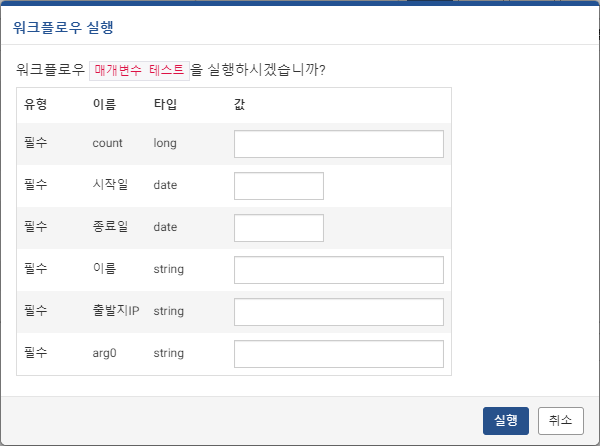 워크플로우 실행
워크플로우 매개변수 테스트을 실행하시겠습니까?
유형 이름 타입 값
필수 count long
필수 시작일 date
필수 종료일 date
필수 이름 string
필수 출발지IP string
필수 arg0 string
실행 취소